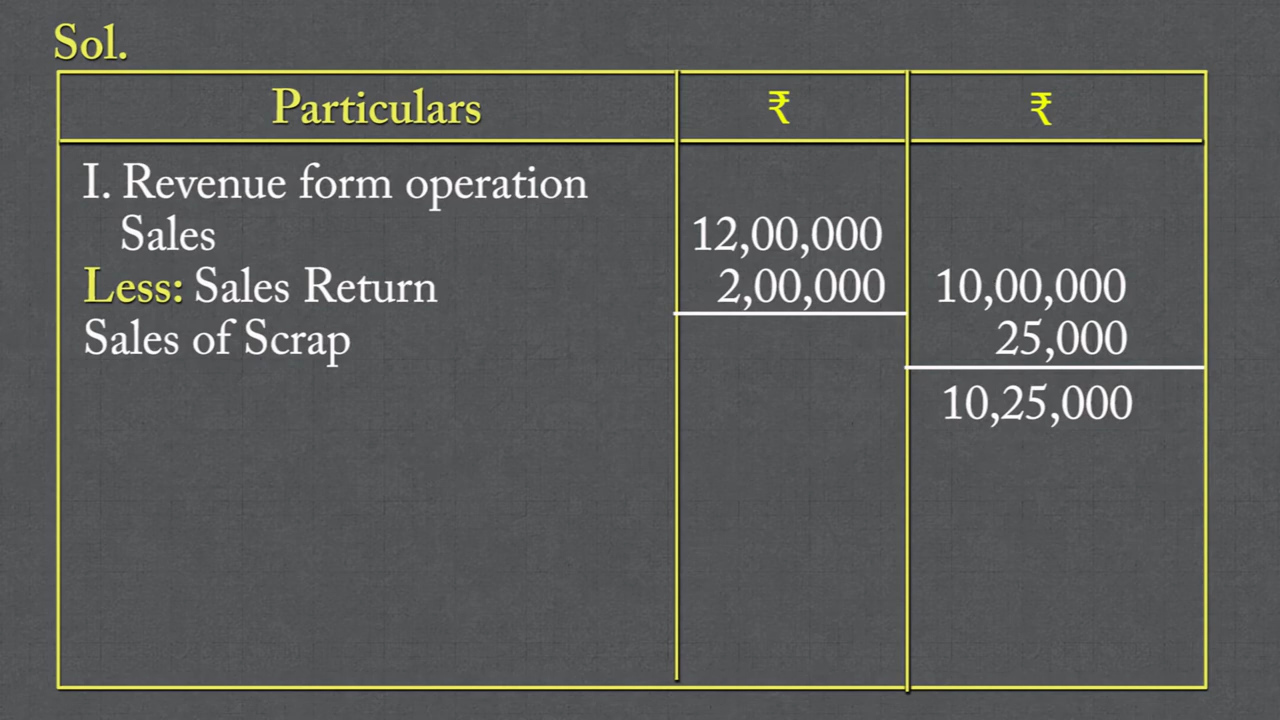 Sol.
Particulars ₹ ₹
I. Revenue form operation
Sales 12,00,000
Less: Sales Return 2,00,000 10,00,000
Sales of Scrap 25,000
10,25,000